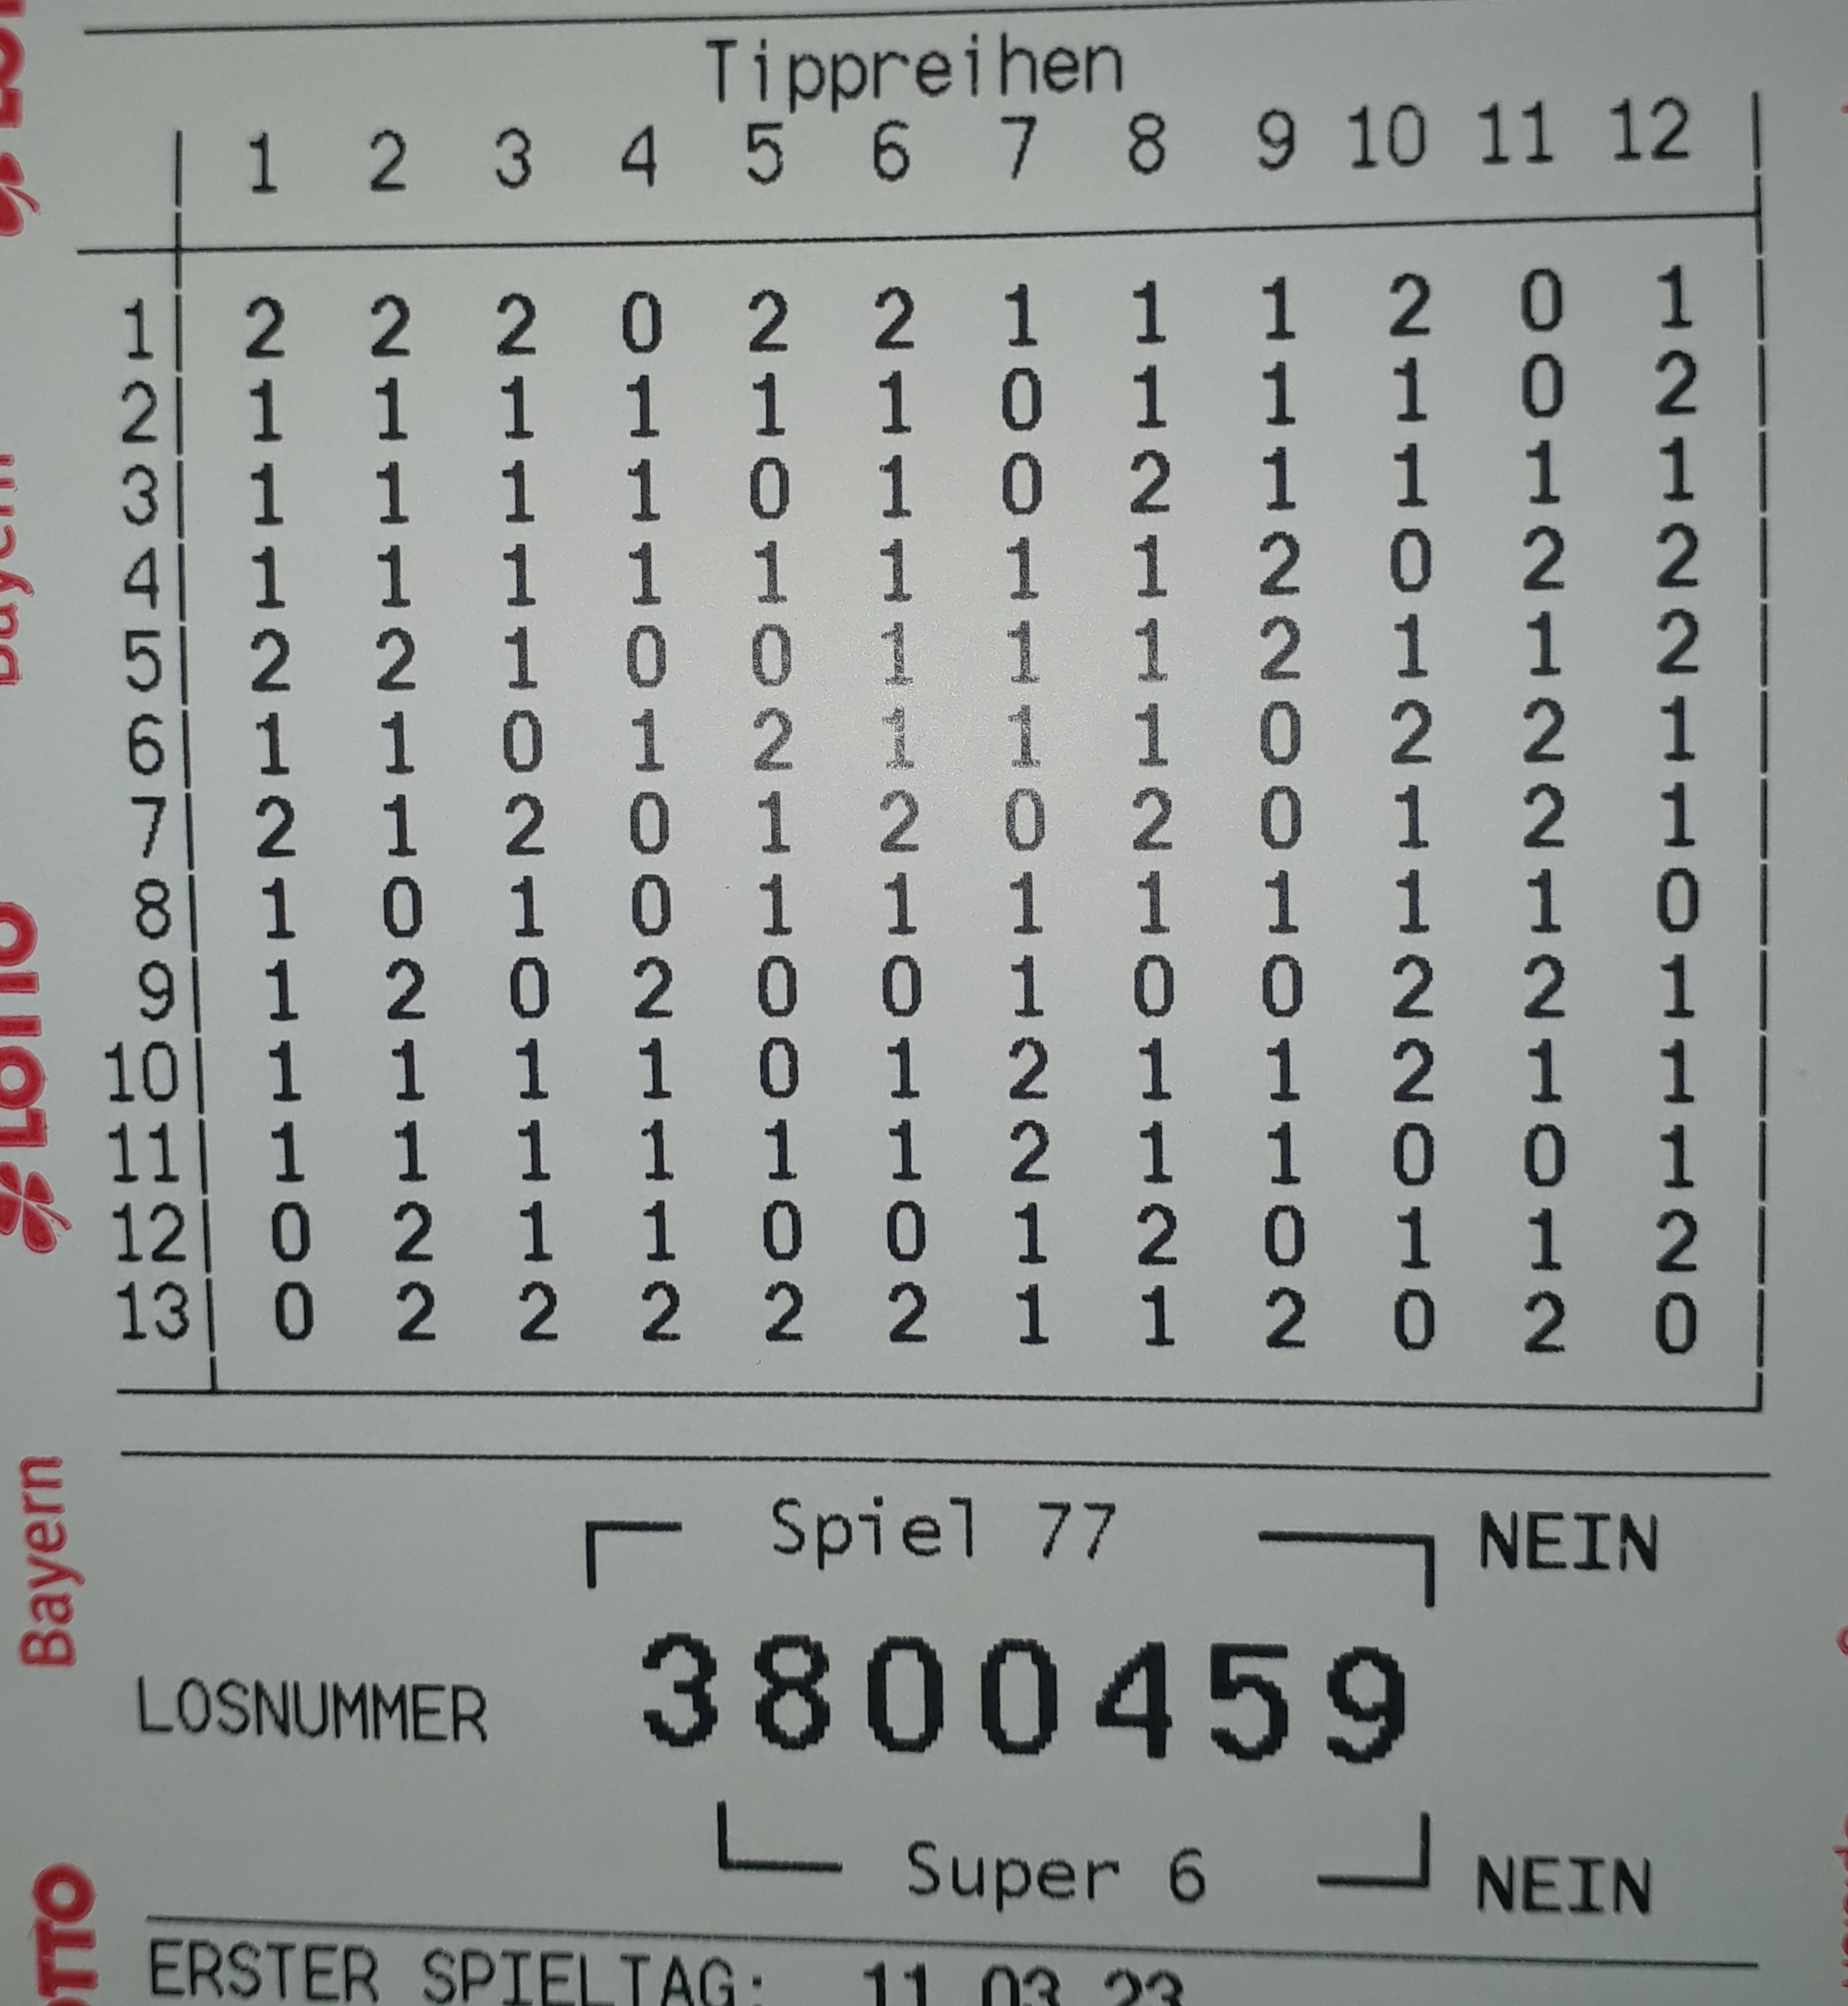 Tippreihen
1 2 3 4 5 6 7 8 9 10 11 12
1 2 2 2 0 2 2 1 1 1 2 0 1
2 1 1 1 1 1 1 0 1 1 1 0 2
3 1 1 1 1 0 1 0 2 1 1 1 1
4 1 1 1 1 1 1 1 1 2 0 2 2
5 2 2 1 0 0 1 1 1 2 1 1 2
6 1 1 0 1 2 1 1 1 0 2 2 1
7 2 1 2 0 1 2 0 2 0 1 2 1
8 1 0 1 0 1 1 1 1 1 1 1 0
9 1 2 0 2 0 0 1 0 0 2 2 1
10 1 1 1 1 0 1 2 1 1 2 1 1
11 1 1 1 1 1 1 2 1 1 0 0 1
12 0 2 1 1 0 0 1 2 0 1 1 2
13 0 2 2 2 2 2 1 1 2 0 2 0
Spiel 77 NEIN
LOSNUMMER 3800459
Super 6 NEIN
ERSTER SPIELTAG: 11.03.23
LOTTO
Bayern